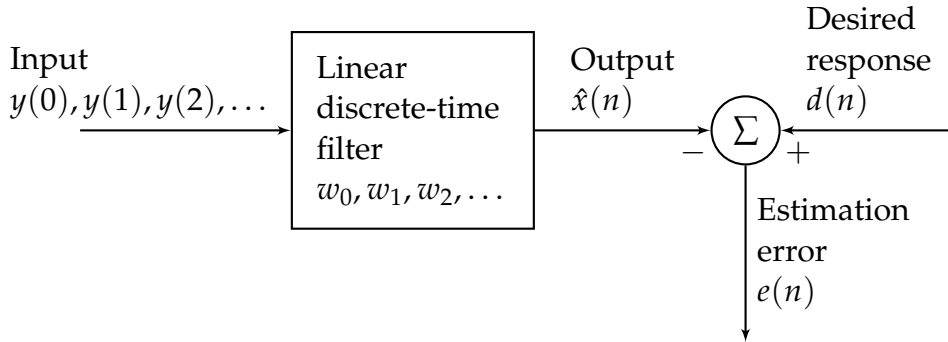 Input
y(0), y(1), y(2), . . .
Linear
discrete-time
filter
w₀, w₁, w₂, . . .
Output
x̂(n)
Desired
response
d(n)
−
Σ
+
Estimation
error
e(n)